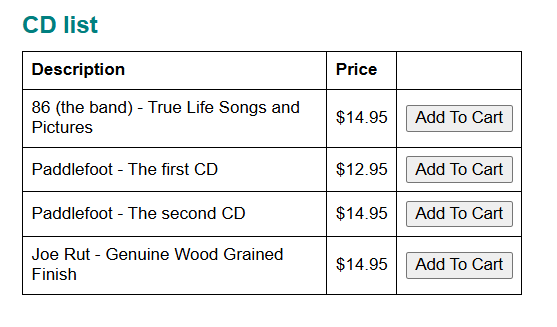 CD list
Description Price
86 (the band) - True Life Songs and
Pictures $14.95 Add To Cart
Paddlefoot - The first CD $12.95 Add To Cart
Paddlefoot - The second CD $14.95 Add To Cart
Joe Rut - Genuine Wood Grained
Finish $14.95 Add To Cart